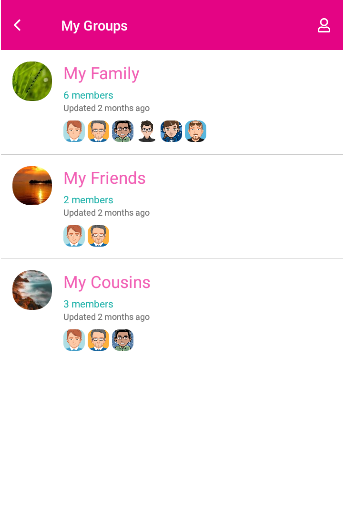 My Groups
My Family
6 members
Updated 2 months ago
My Friends
2 members
Updated 2 months ago
My Cousins
3 members
Updated 2 months ago